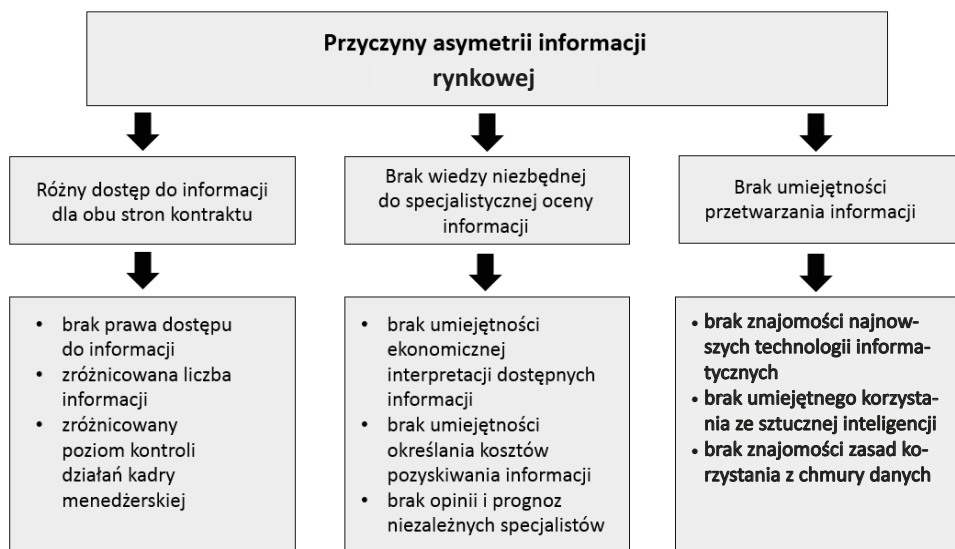 Przyczyny asymetrii informacji
rynkowej
Różny dostęp do informacji
dla obu stron kontraktu
Brak wiedzy niezbędnej
do specjalistycznej oceny
informacji
Brak umiejętności
przetwarzania informacji
• brak prawa dostępu
do informacji
• zróżnicowana liczba
informacji
• zróżnicowany
poziom kontroli
działań kadry
menedżerskiej
• brak umiejętności
ekonomicznej
interpretacji dostępnych
informacji
• brak umiejętności
określania kosztów
pozyskiwania informacji
• brak opinii i prognoz
niezależnych specjalistów
• brak znajomości najnow-
szych technologii informa-
tycznych
• brak umiejętnego korzysta-
nia ze sztucznej inteligencji
• brak znajomości zasad ko-
rzystania z chmury danych